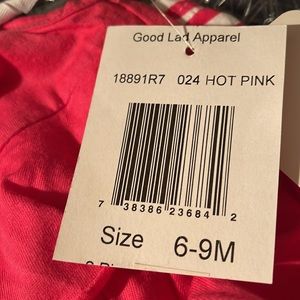 Good Lad Apparel
18891R7 024 HOT PINK
7 38386 23684 2
Size 6-9M